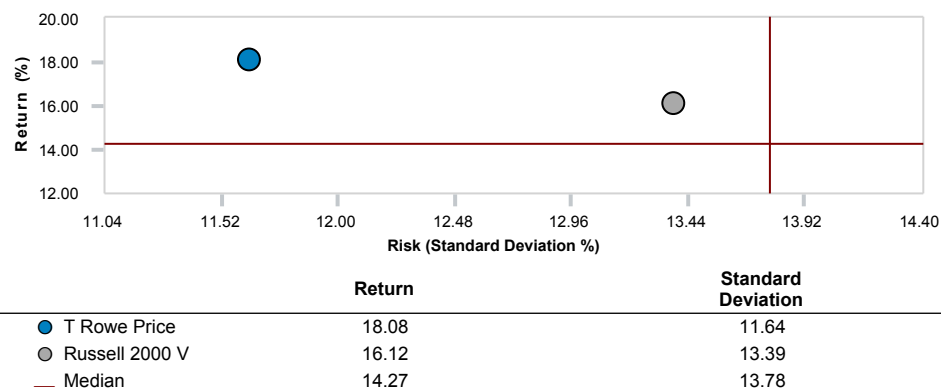 20.00
18.00
16.00
14.00
12.00
Return (%)
11.04 11.52 12.00 12.48 12.96 13.44 13.92 14.40
Risk (Standard Deviation %)
Return Standard Deviation
T Rowe Price 18.08 11.64
Russell 2000 V 16.12 13.39
Median 14.27 13.78